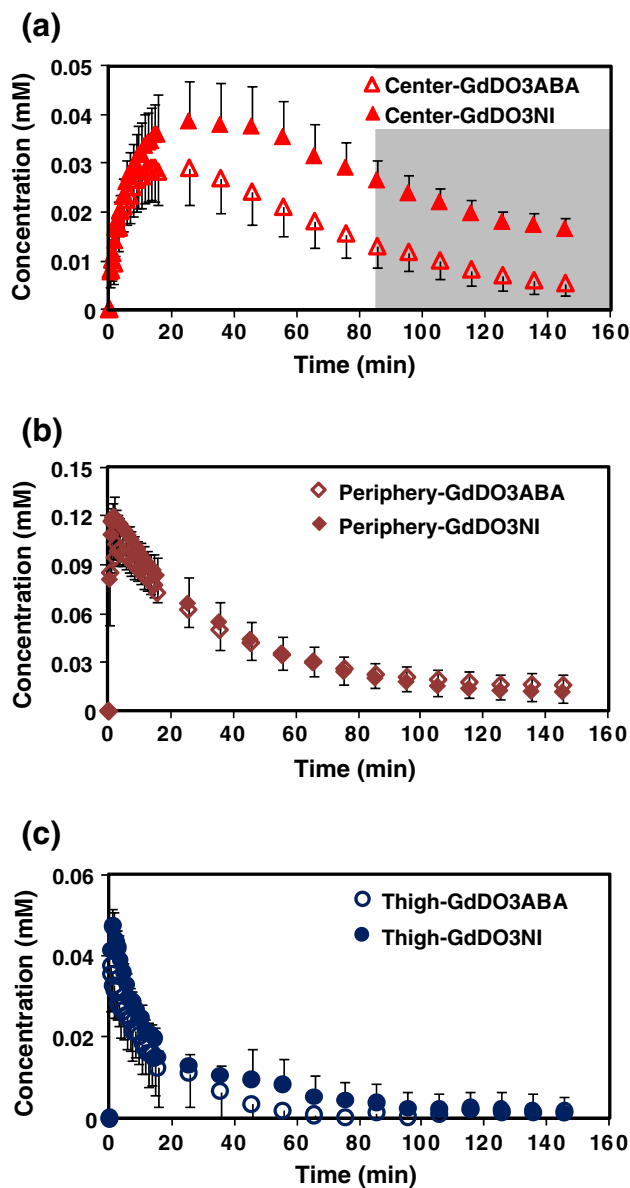 (a)
Concentration (mM)
0.05
0.04
0.03
0.02
0.01
0
Center-GdDO3ABA
Center-GdDO3NI
0 20 40 60 80 100 120 140 160
Time (min)
(b)
Concentration (mM)
0.15
0.12
0.09
0.06
0.03
0
Periphery-GdDO3ABA
Periphery-GdDO3NI
0 20 40 60 80 100 120 140 160
Time (min)
(c)
Concentration (mM)
0.06
0.04
0.02
0
Thigh-GdDO3ABA
Thigh-GdDO3NI
0 20 40 60 80 100 120 140 160
Time (min)